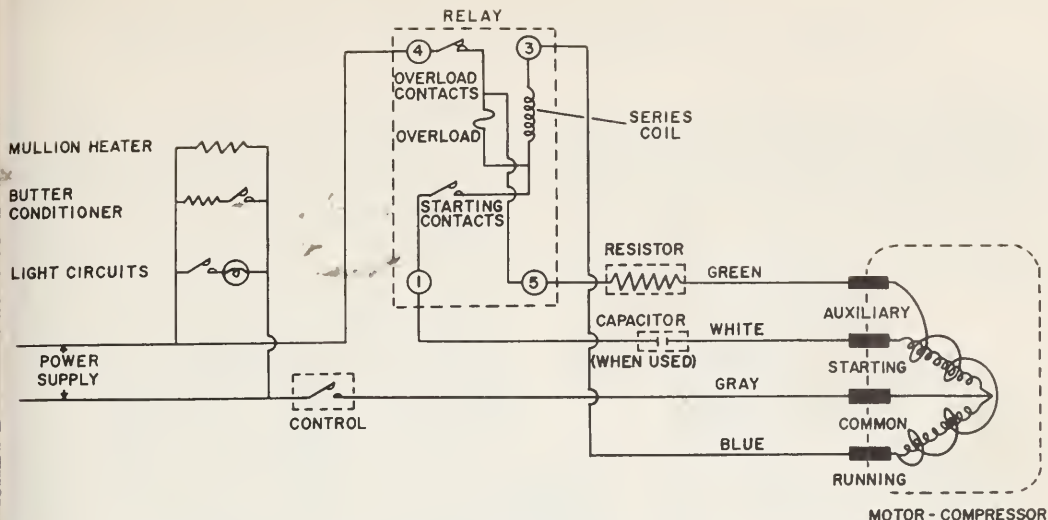 RELAY
4
3
OVERLOAD
CONTACTS
OVERLOAD
SERIES
COIL
MULLION HEATER
BUTTER
CONDITIONER
STARTING
CONTACTS
LIGHT CIRCUITS
1
5
RESISTOR
GREEN
AUXILIARY
CAPACITOR
WHITE
(WHEN USED)
STARTING
POWER
SUPPLY
GRAY
CONTROL
COMMON
BLUE
RUNNING
MOTOR - COMPRESSOR